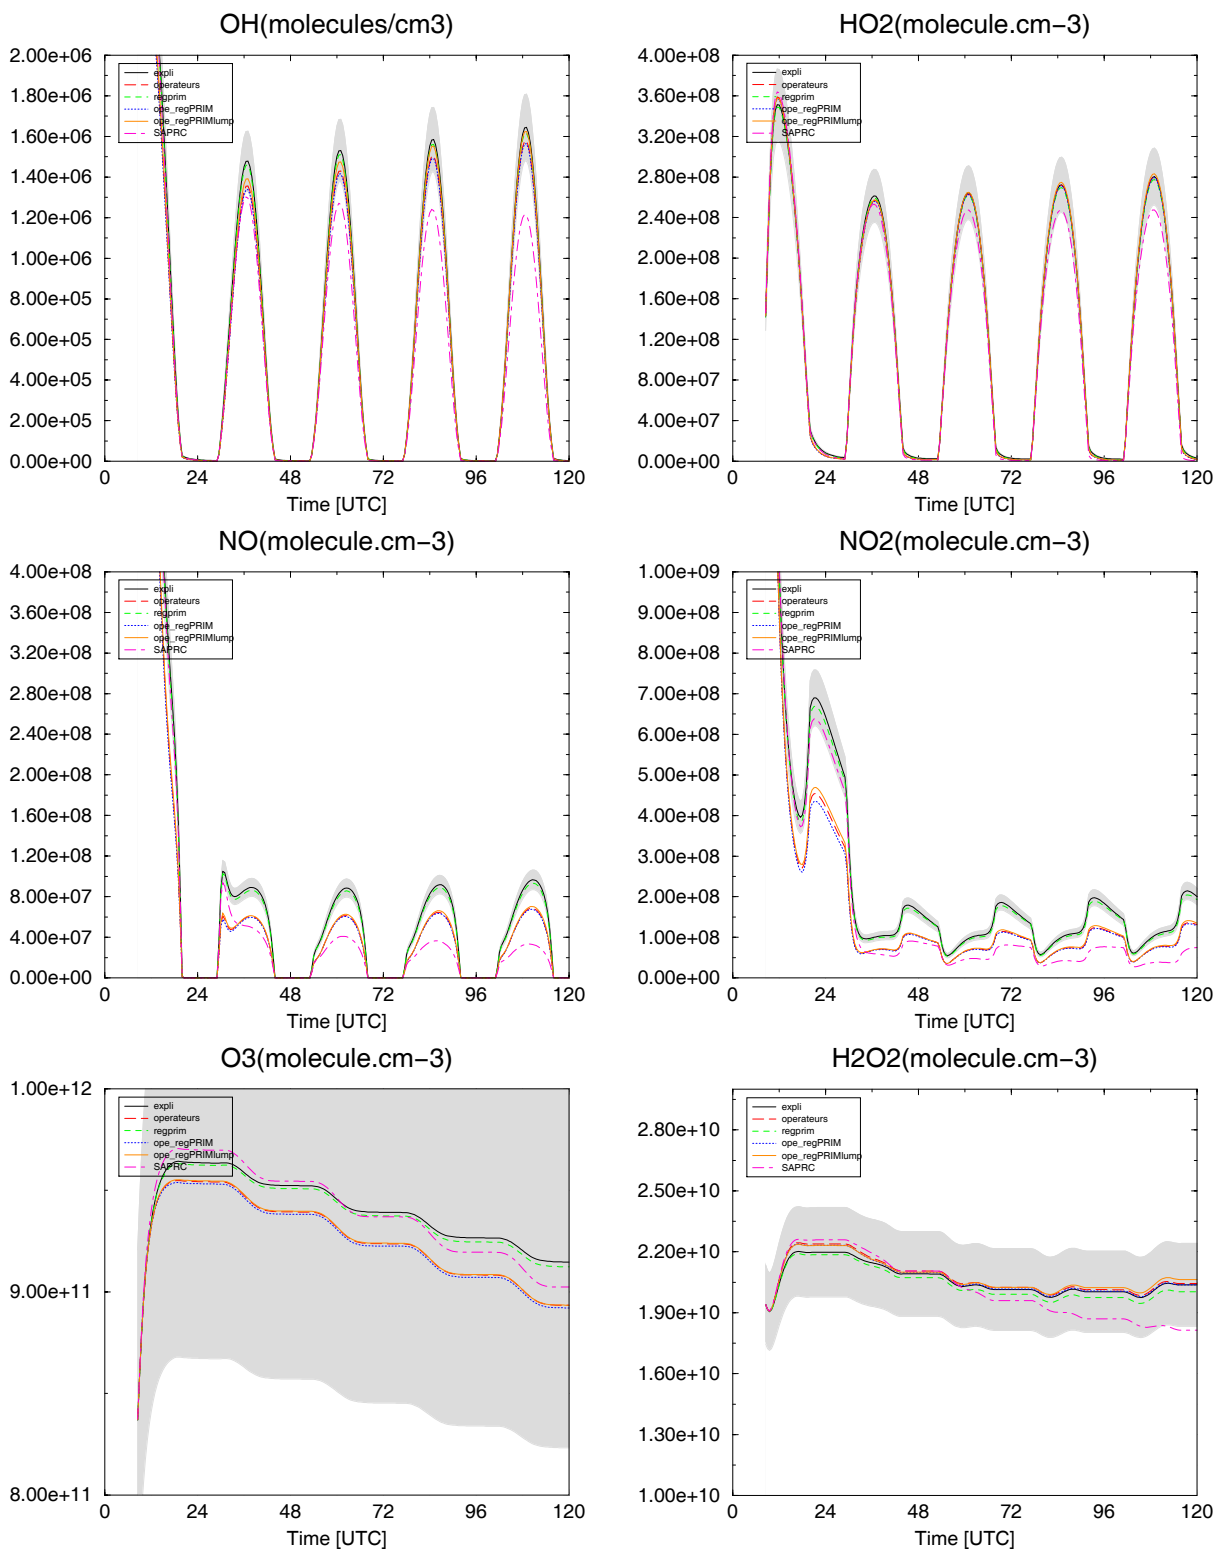 OH(molecules/cm3)
2.00e+06
1.80e+06
1.60e+06
1.40e+06
1.20e+06
1.00e+06
8.00e+05
6.00e+05
4.00e+05
2.00e+05
0.00e+00
expli
operateurs
regprim
ope_regPRIM
ope_regPRIMlump
SAPRC
0 24 48 72 96 120
Time [UTC]
HO2(molecule.cm−3)
4.00e+08
3.60e+08
3.20e+08
2.80e+08
2.40e+08
2.00e+08
1.60e+08
1.20e+08
8.00e+07
4.00e+07
0.00e+00
expli
operateurs
regprim
ope_regPRIM
ope_regPRIMlump
SAPRC
0 24 48 72 96 120
Time [UTC]
NO(molecule.cm−3)
4.00e+08
3.60e+08
3.20e+08
2.80e+08
2.40e+08
2.00e+08
1.60e+08
1.20e+08
8.00e+07
4.00e+07
0.00e+00
expli
operateurs
regprim
ope_regPRIM
ope_regPRIMlump
SAPRC
0 24 48 72 96 120
Time [UTC]
NO2(molecule.cm−3)
1.00e+09
9.00e+08
8.00e+08
7.00e+08
6.00e+08
5.00e+08
4.00e+08
3.00e+08
2.00e+08
1.00e+08
0.00e+00
expli
operateurs
regprim
ope_regPRIM
ope_regPRIMlump
SAPRC
0 24 48 72 96 120
Time [UTC]
O3(molecule.cm−3)
1.00e+12
9.00e+11
8.00e+11
expli
operateurs
regprim
ope_regPRIM
ope_regPRIMlump
SAPRC
0 24 48 72 96 120
Time [UTC]
H2O2(molecule.cm−3)
2.80e+10
2.50e+10
2.20e+10
1.90e+10
1.60e+10
1.30e+10
1.00e+10
expli
operateurs
regprim
ope_regPRIM
ope_regPRIMlump
SAPRC
0 24 48 72 96 120
Time [UTC]